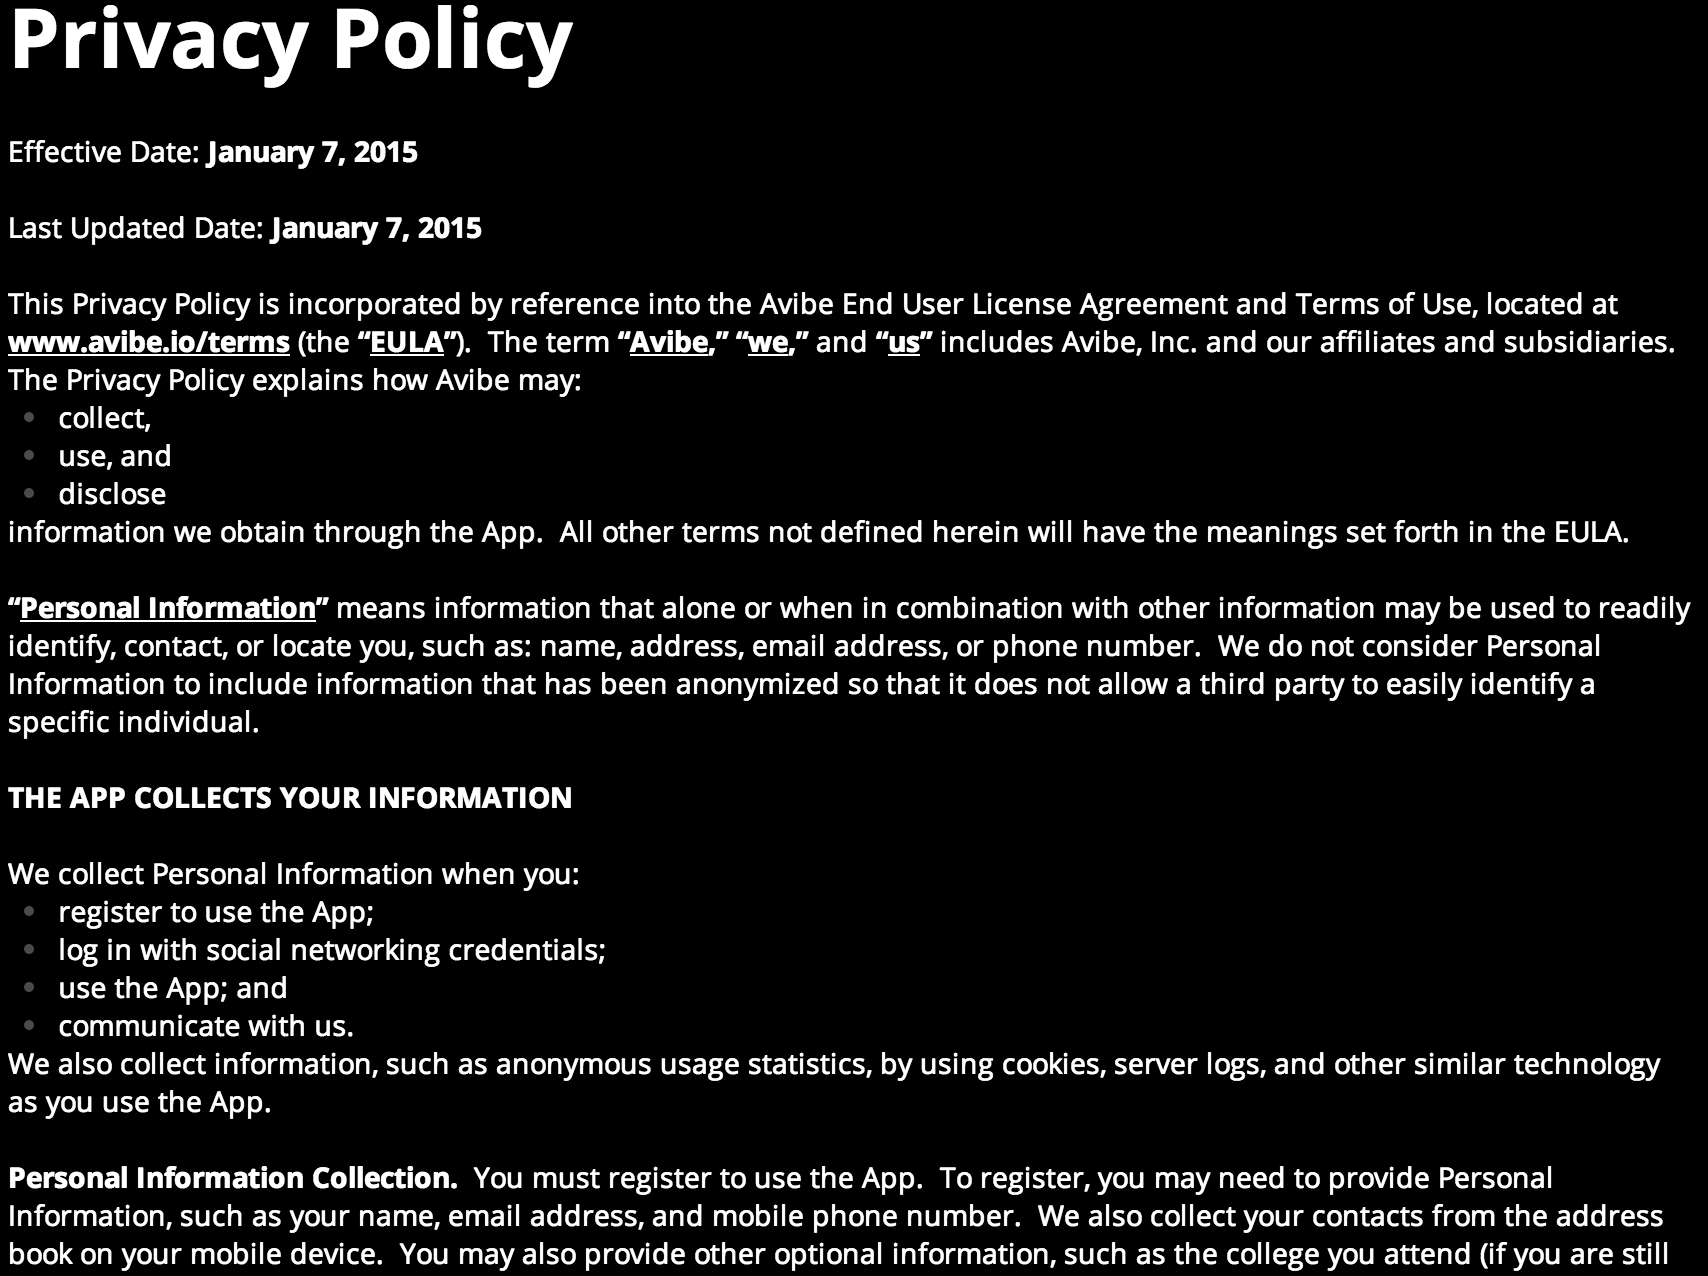 Privacy Policy
Effective Date: January 7, 2015
Last Updated Date: January 7, 2015
This Privacy Policy is incorporated by reference into the Avibe End User License Agreement and Terms of Use, located at
www.avibe.io/terms (the “EULA”).  The term “Avibe,” “we,” and “us” includes Avibe, Inc. and our affiliates and subsidiaries.
The Privacy Policy explains how Avibe may:
• collect,
• use, and
• disclose
information we obtain through the App.  All other terms not defined herein will have the meanings set forth in the EULA.
“Personal Information” means information that alone or when in combination with other information may be used to readily
identify, contact, or locate you, such as: name, address, email address, or phone number.  We do not consider Personal
Information to include information that has been anonymized so that it does not allow a third party to easily identify a
specific individual.
THE APP COLLECTS YOUR INFORMATION
We collect Personal Information when you:
• register to use the App;
• log in with social networking credentials;
• use the App; and
• communicate with us.
We also collect information, such as anonymous usage statistics, by using cookies, server logs, and other similar technology
as you use the App.
Personal Information Collection.  You must register to use the App.  To register, you may need to provide Personal
Information, such as your name, email address, and mobile phone number.  We also collect your contacts from the address
book on your mobile device.  You may also provide other optional information, such as the college you attend (if you are still